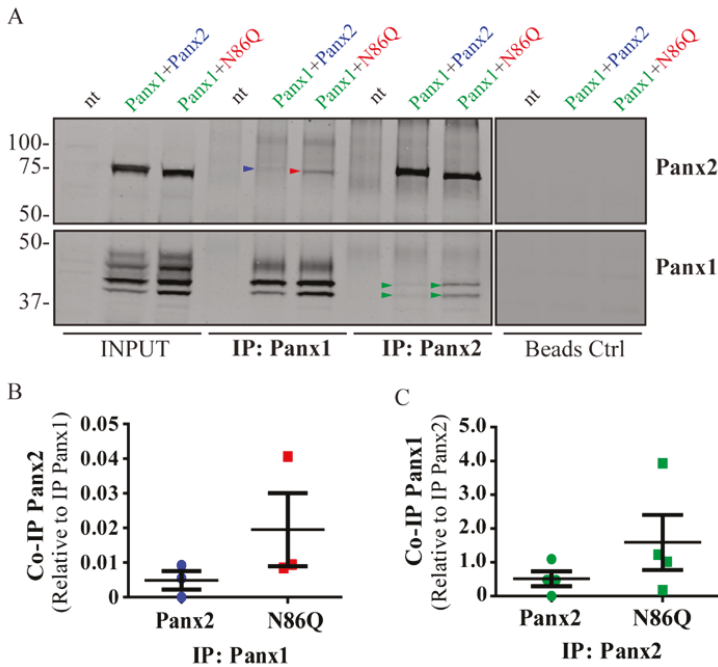 A
nt
Panx1+Panx2
Panx1+N86Q
nt
Panx1+Panx2
Panx1+N86Q
nt
Panx1+Panx2
Panx1+N86Q
nt
Panx1+Panx2
Panx1+N86Q
100-
75-
50-
Panx2
50-
37-
Panx1
INPUT
IP: Panx1
IP: Panx2
Beads Ctrl
B
Co-IP Panx2
(Relative to IP Panx1)
0.05
0.04
0.03
0.02
0.01
0
Panx2
N86Q
IP: Panx1
C
Co-IP Panx1
(Relative to IP Panx2)
5.0
4.0
2.0
1.0
0
Panx2
N86Q
IP: Panx2